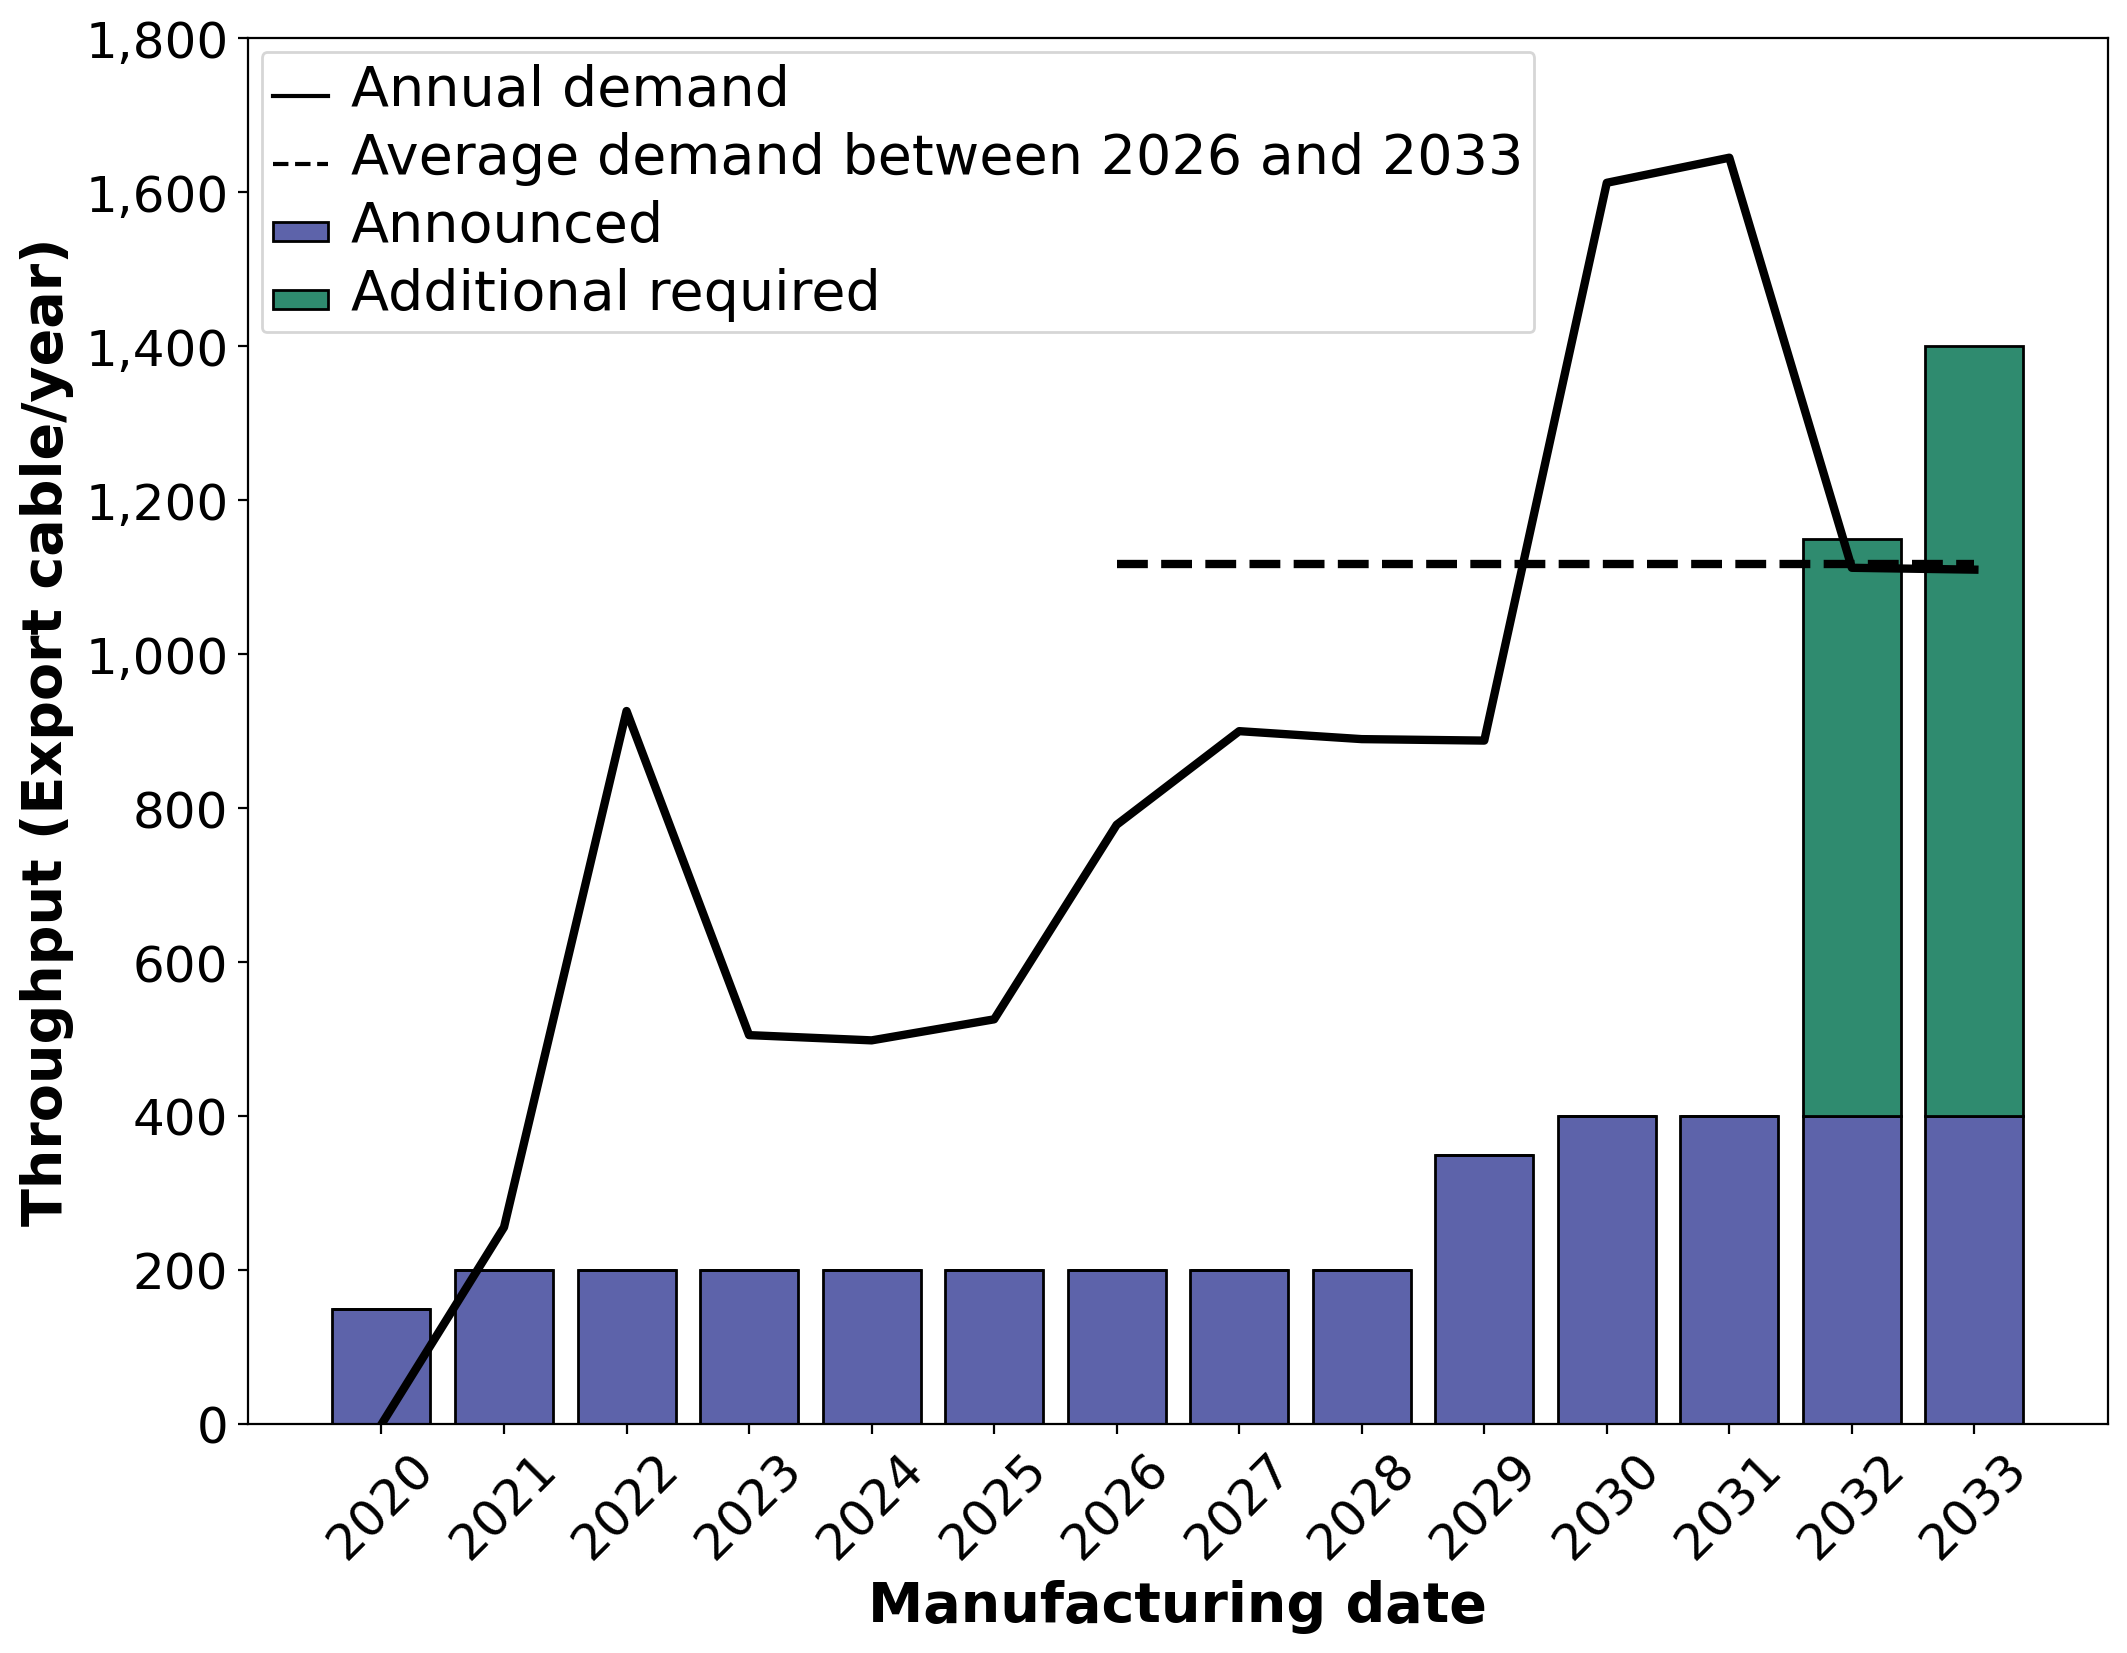 Throughput (Export cable/year)
1,800
1,600
1,400
1,200
1,000
800
600
400
200
0
Annual demand
Average demand between 2026 and 2033
Announced
Additional required
2020 2021 2022 2023 2024 2025 2026 2027 2028 2029 2030 2031 2032 2033
Manufacturing date